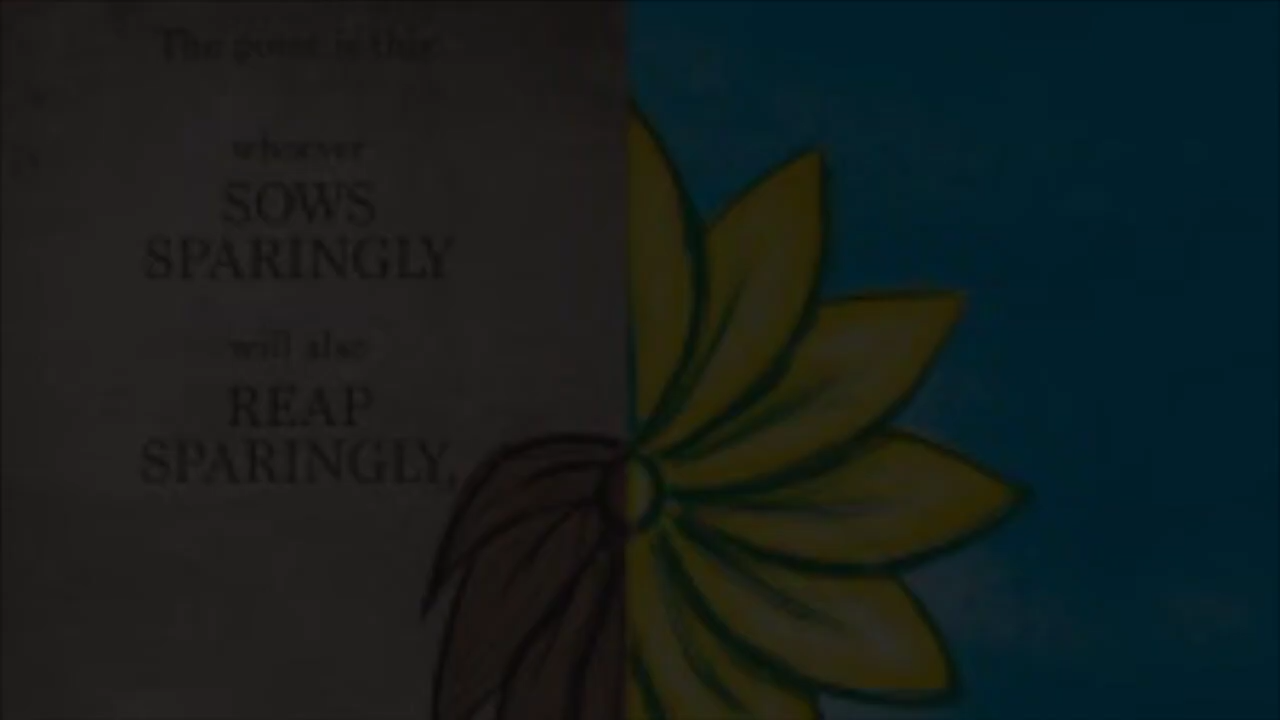 The point is this
whoever
SOWS
SPARINGLY
will also
REAP
SPARINGLY,